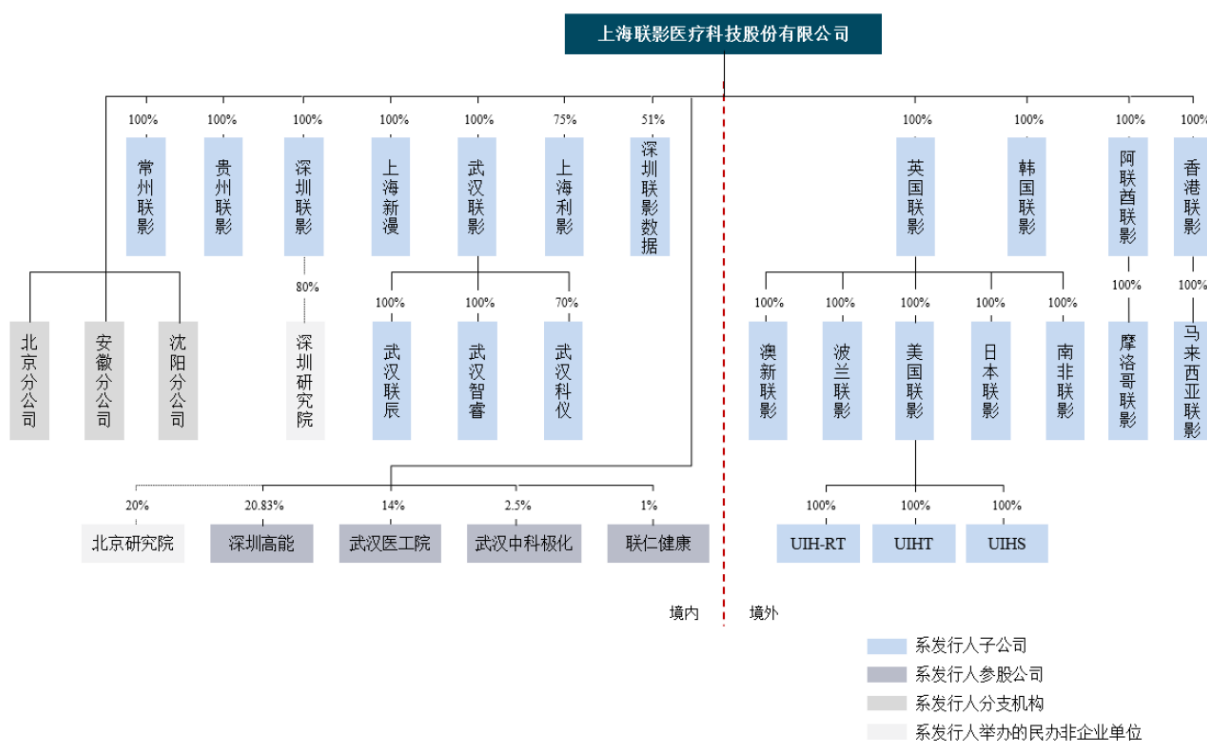 上海联影医疗科技股份有限公司
100% 100% 100% 100% 100% 75% 51% 100% 100% 100% 100%
常州联影
贵州联影
深圳联影
上海新漫
武汉联影
上海利影
深圳联影数据
英国联影
韩国联影
阿联酋联影
香港联影
80%
100% 100% 70% 100% 100% 100% 100% 100% 100% 100%
北京分公司
安徽分公司
沈阳分公司
深圳研究院
武汉联辰
武汉智睿
武汉科仪
澳新联影
波兰联影
美国联影
日本联影
南非联影
摩洛哥联影
马来西亚联影
20% 20.83% 14% 2.5% 1% 100% 100% 100%
北京研究院 深圳高能 武汉医工院 武汉中科极化 联仁健康 UIH-RT UIHT UIHS
境内 境外
系发行人子公司
系发行人参股公司
系发行人分支机构
系发行人举办的民办非企业单位